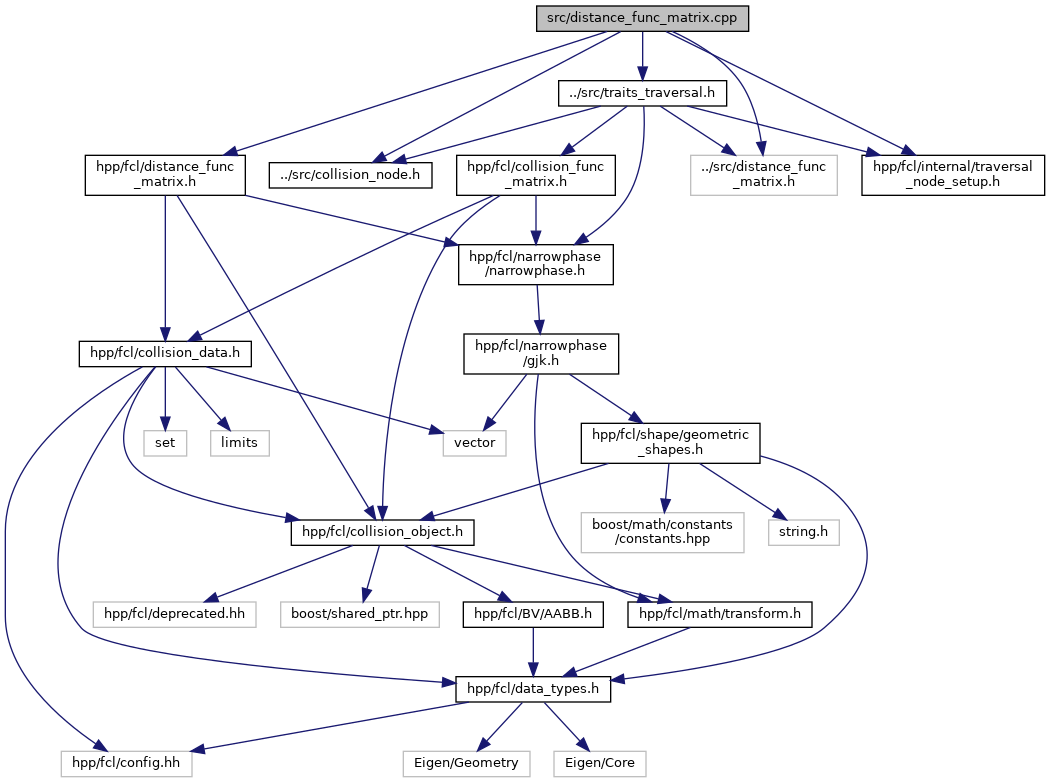 src/distance_func_matrix.cpp
../src/traits_traversal.h
hpp/fcl/distance_func
_matrix.h
../src/collision_node.h
hpp/fcl/collision_func
_matrix.h
../src/distance_func
_matrix.h
hpp/fcl/internal/traversal
_node_setup.h
hpp/fcl/narrowphase
/narrowphase.h
hpp/fcl/collision_data.h
hpp/fcl/narrowphase
/gjk.h
set
limits
vector
hpp/fcl/shape/geometric
_shapes.h
hpp/fcl/collision_object.h
boost/math/constants
/constants.hpp
string.h
hpp/fcl/deprecated.hh
boost/shared_ptr.hpp
hpp/fcl/BV/AABB.h
hpp/fcl/math/transform.h
hpp/fcl/data_types.h
hpp/fcl/config.hh
Eigen/Geometry
Eigen/Core